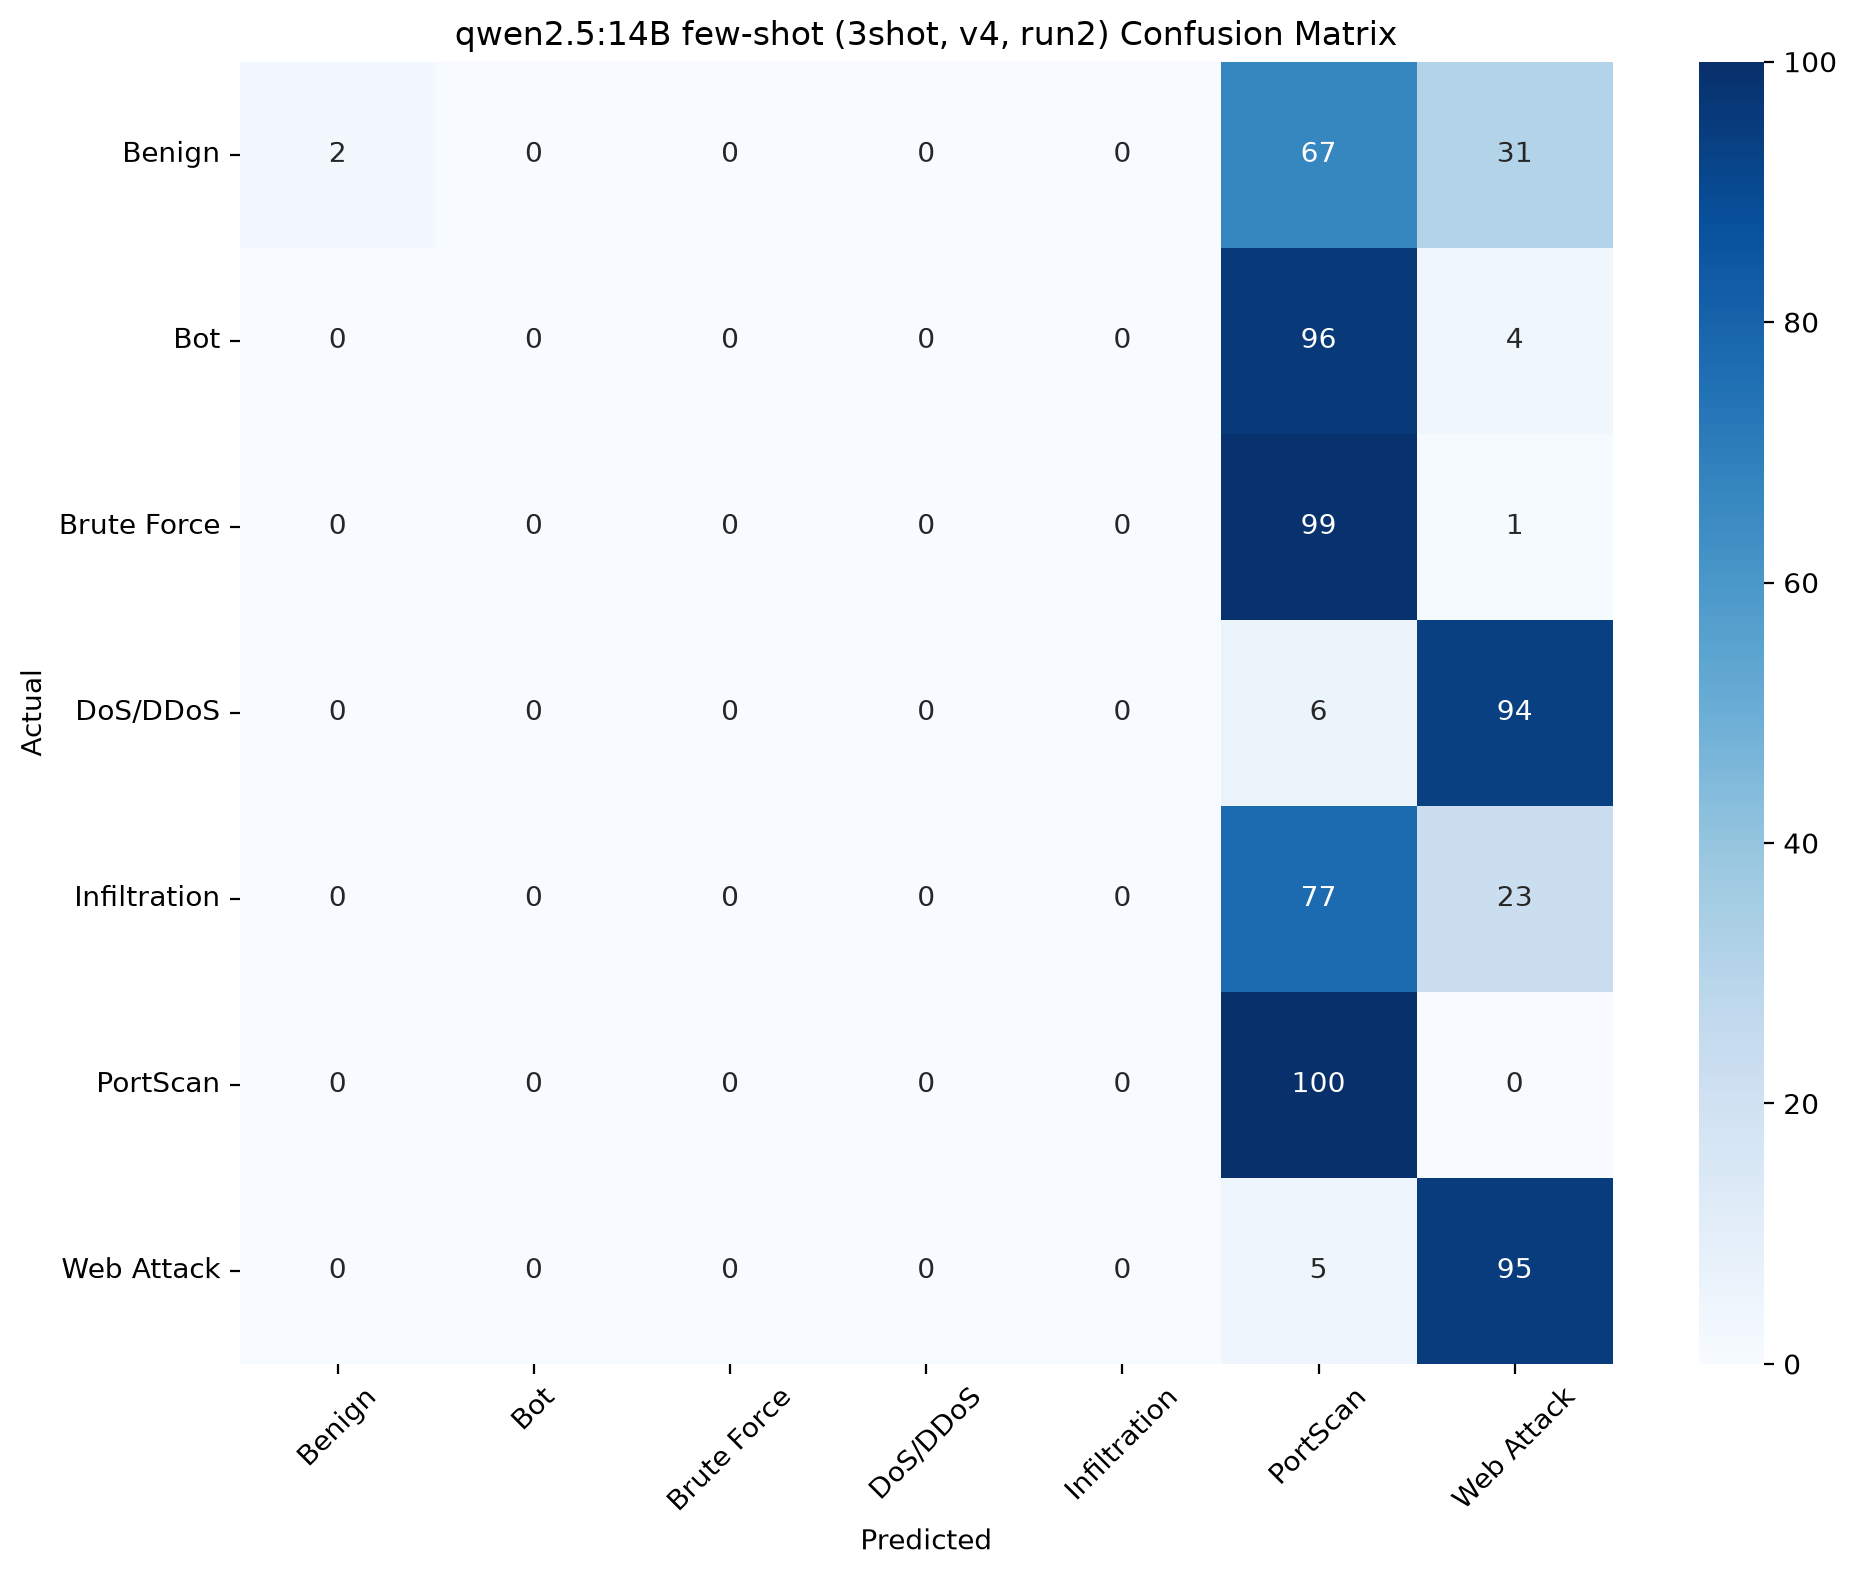 qwen2.5:14B few-shot (3shot, v4, run2) Confusion Matrix
100
Benign 2 0 0 0 0 67 31
Bot 0 0 0 0 0 96 4
80
Brute Force 0 0 0 0 0 99 1
60
Actual
DoS/DDoS 0 0 0 0 0 6 94
40
Infiltration 0 0 0 0 0 77 23
PortScan 0 0 0 0 0 100 0
20
Web Attack 0 0 0 0 0 5 95
0
Benign Bot Brute Force DoS/DDoS Infiltration PortScan Web Attack
Predicted